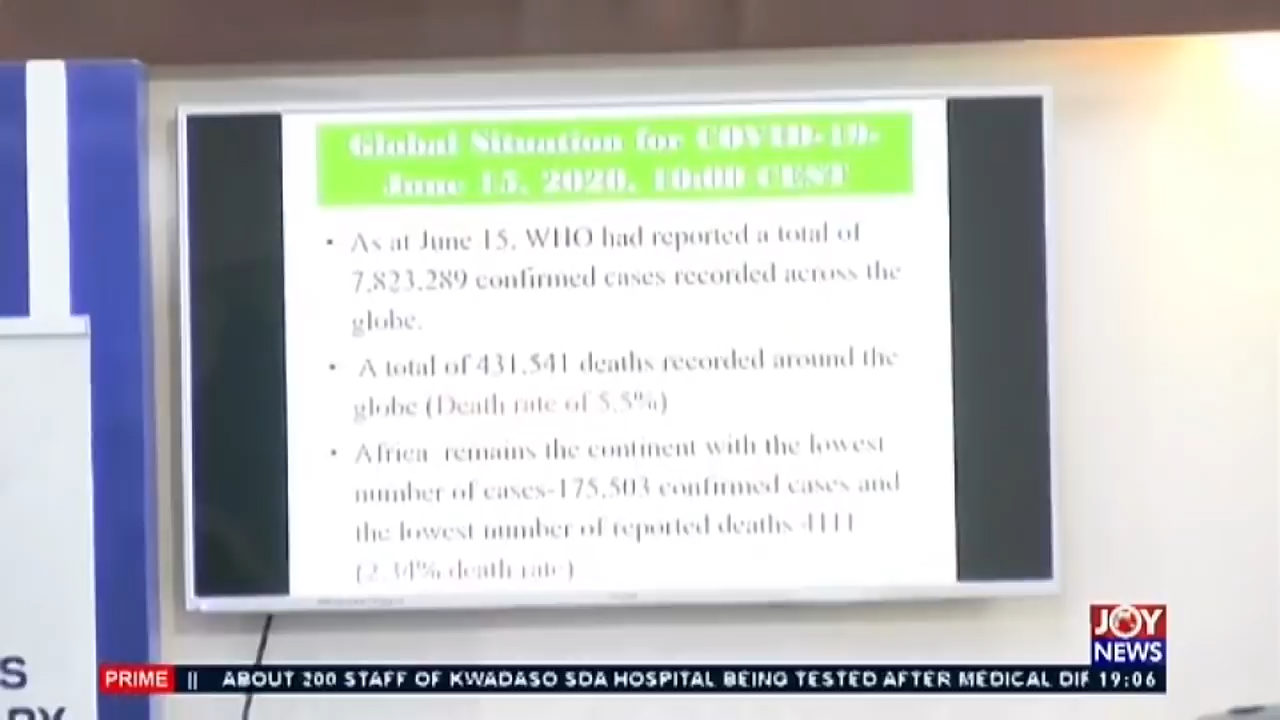 Global Situation for COVID-19-
June 15, 2020, 10:00 CEST
• As at June 15, WHO had reported a total of
7,823,289 confirmed cases recorded across the
globe.
• A total of 431,541 deaths recorded around the
globe (Death rate of 5.5%)
• Africa remains the continent with the lowest
number of cases-175,503 confirmed cases and
the lowest number of reported deaths 4111
(2.34% death rate)
S
RY
JOY
NEWS
PRIME || ABOUT 200 STAFF OF KWADASO SDA HOSPITAL BEING TESTED AFTER MEDICAL DIR 19:06